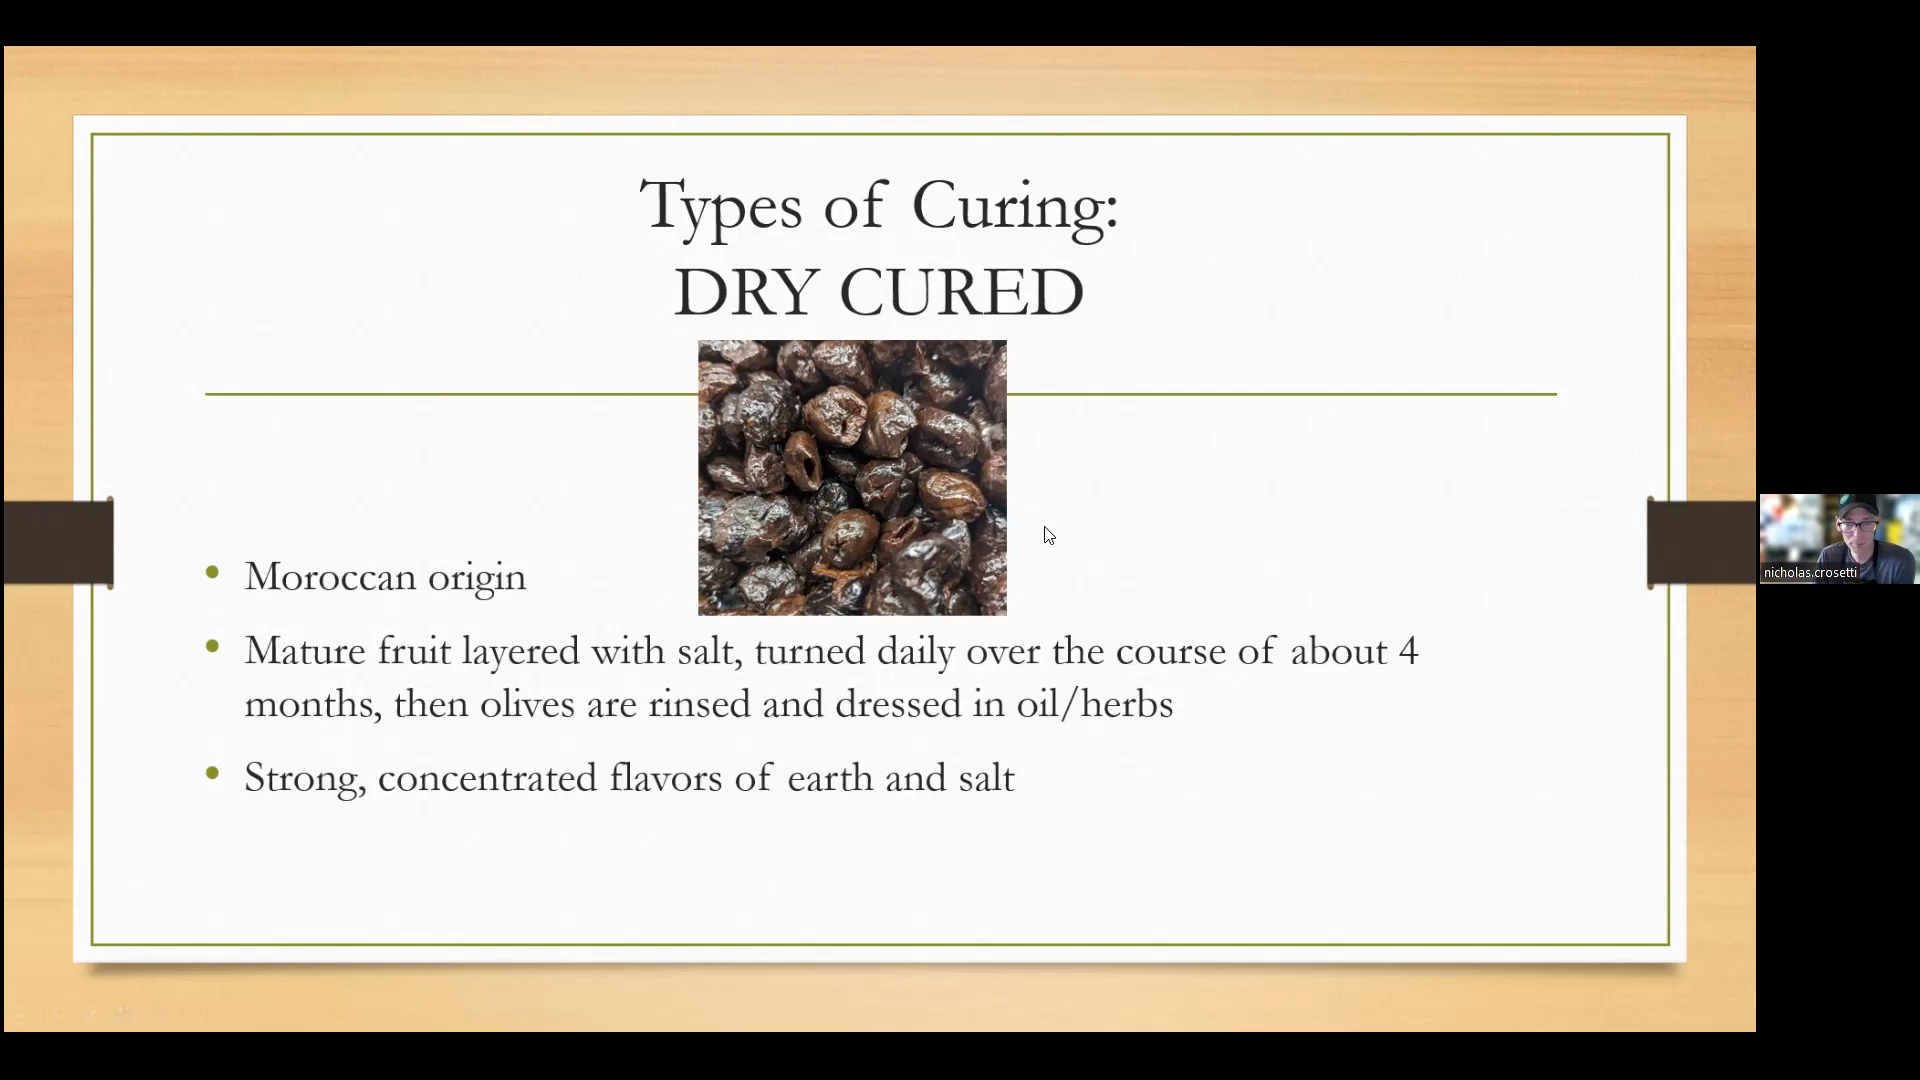 Types of Curing:
DRY CURED
Moroccan origin
Mature fruit layered with salt, turned daily over the course of about 4
months, then olives are rinsed and dressed in oil/herbs
Strong, concentrated flavors of earth and salt
nicholas.crosetti